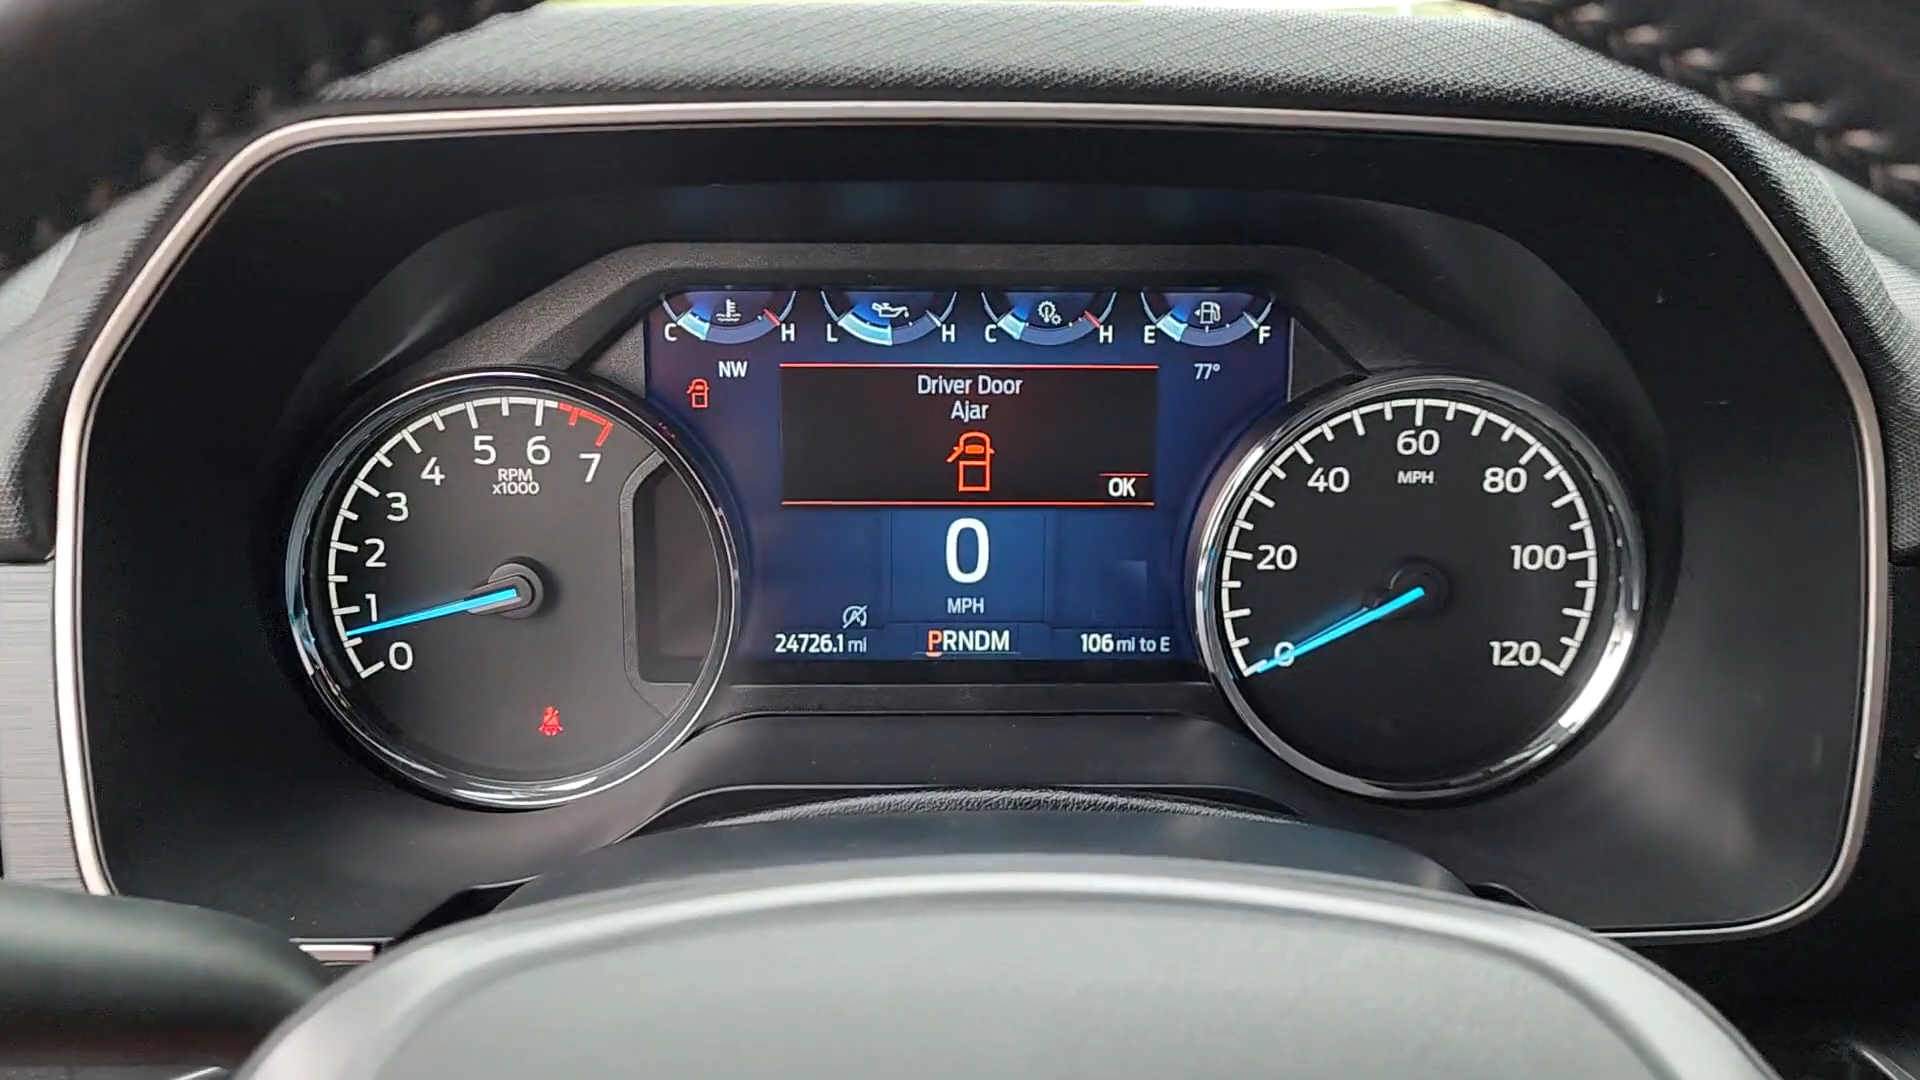 C H L H C H E F
NW 77°
Driver Door
Ajar
OK
0
MPH
24726.1 mi PRNDM 106 mi to E
0 1 2 3 4 5 6 7
RPM
x1000
0 20 40 60 80 100 120
MPH